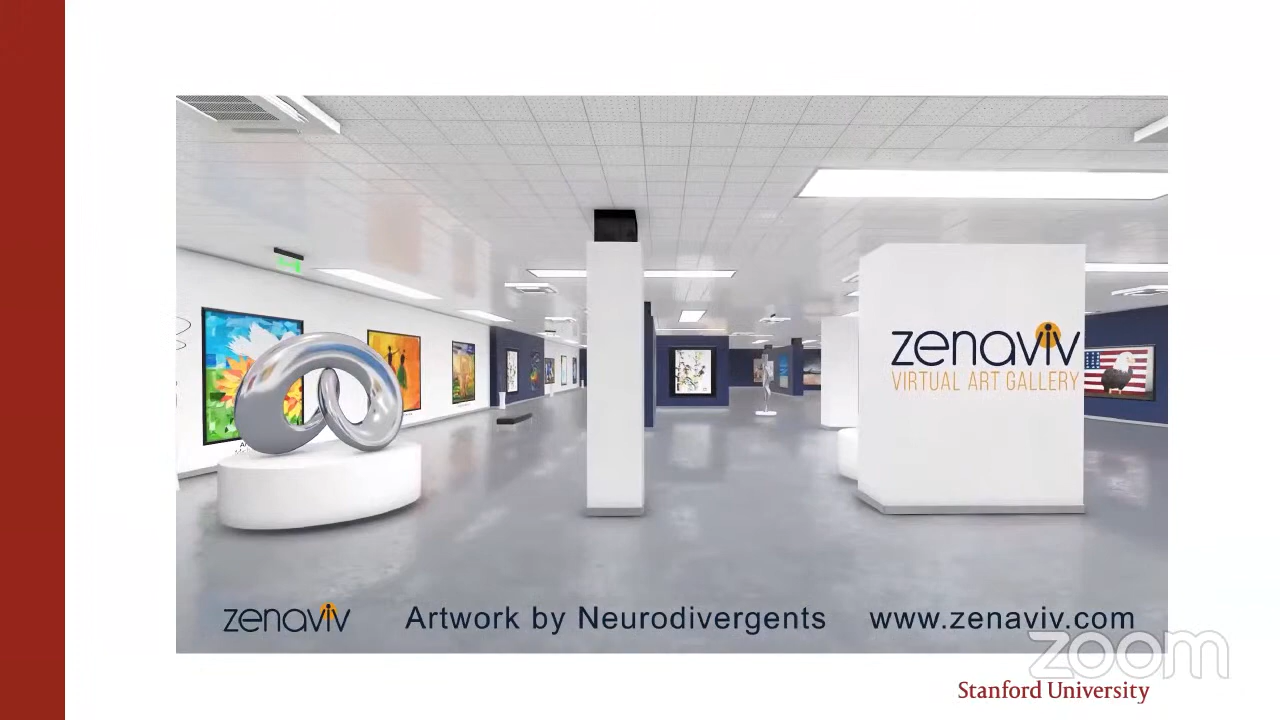 zenaviv
VIRTUAL ART GALLERY
zenaviv Artwork by Neurodivergents www.zenaviv.com
zoom
Stanford University